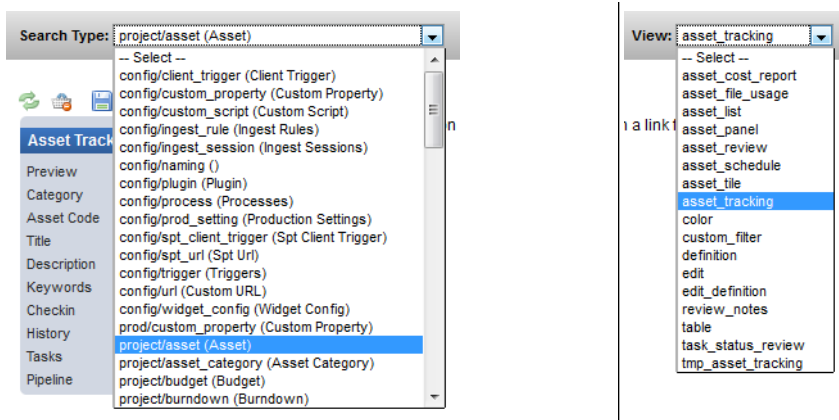 Search Type: project/asset (Asset)
-- Select --
config/client_trigger (Client Trigger)
config/custom_property (Custom Property)
config/custom_script (Custom Script)
config/ingest_rule (Ingest Rules)
config/ingest_session (Ingest Sessions)
config/naming ()
config/plugin (Plugin)
config/process (Processes)
config/prod_setting (Production Settings)
config/spt_client_trigger (Spt Client Trigger)
config/spt_url (Spt Url)
config/trigger (Triggers)
config/url (Custom URL)
config/widget_config (Widget Config)
prod/custom_property (Custom Property)
project/asset (Asset)
project/asset_category (Asset Category)
project/budget (Budget)
project/burndown (Burndown)
Asset Track
Preview
Category
Asset Code
Title
Description
Keywords
Checkin
History
Tasks
Pipeline
on
View: asset_tracking
-- Select --
asset_cost_report
asset_file_usage
asset_list
asset_panel
asset_review
asset_schedule
asset_tile
asset_tracking
color
custom_filter
definition
edit
edit_definition
review_notes
table
task_status_review
tmp_asset_tracking
a link